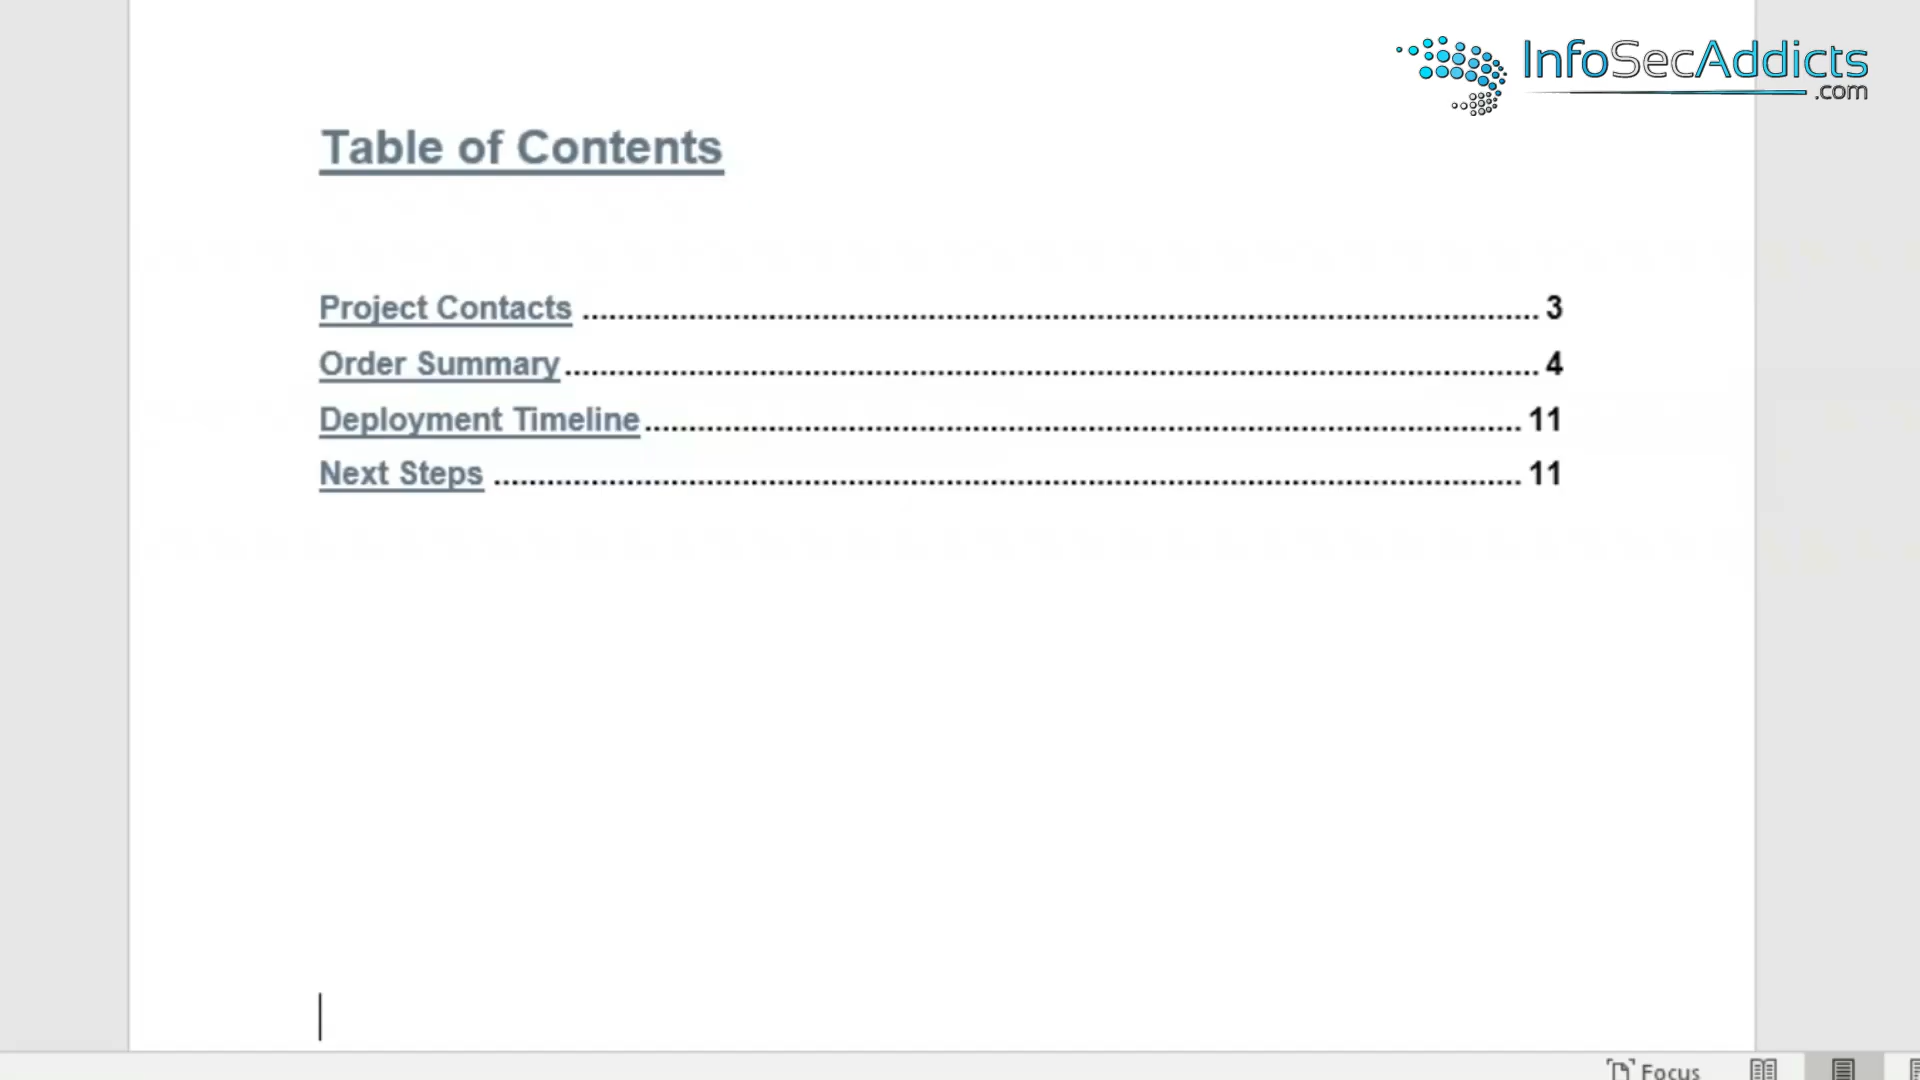 InfoSecAddicts
.com
Table of Contents
Project Contacts ........................................................................................................ 3
Order Summary.......................................................................................................... 4
Deployment Timeline................................................................................................ 11
Next Steps ................................................................................................................ 11
Focus